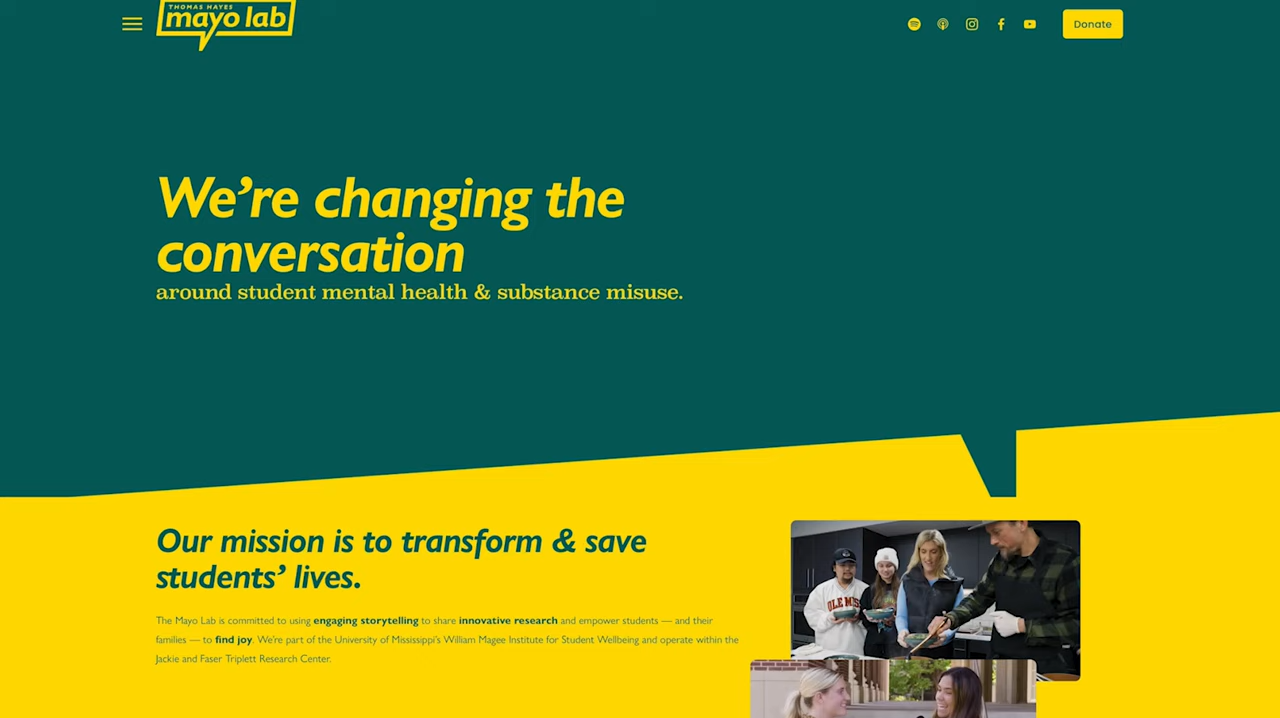 THOMAS HAYES
mayo lab
Donate
We’re changing the
conversation
around student mental health & substance misuse.
Our mission is to transform & save
students’ lives.
The Mayo Lab is committed to using engaging storytelling to share innovative research and empower students — and their
families — to find joy. We’re part of the University of Mississippi’s William Magee Institute for Student Wellbeing and operate within the
Jackie and Faser Triplett Research Center.
OLE MISS